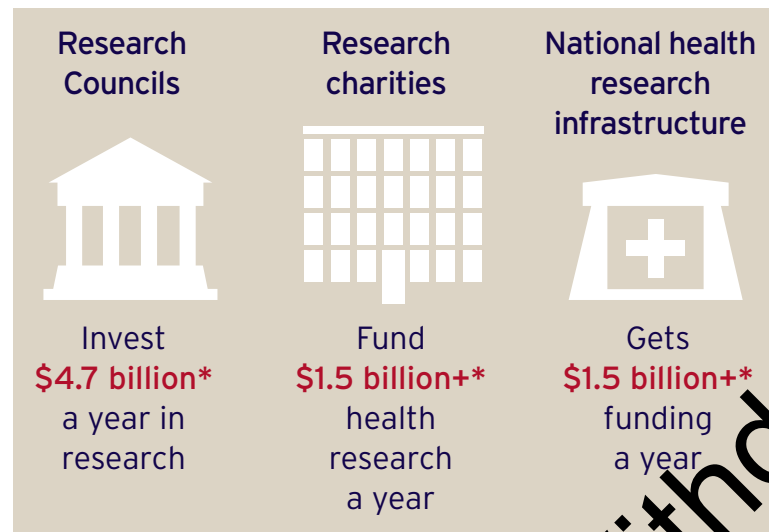 Research
Councils
Invest
$4.7 billion*
a year in
research
Research
charities
Fund
$1.5 billion+*
health
research
a year
National health
research
infrastructure
Gets
$1.5 billion+*
funding
a year